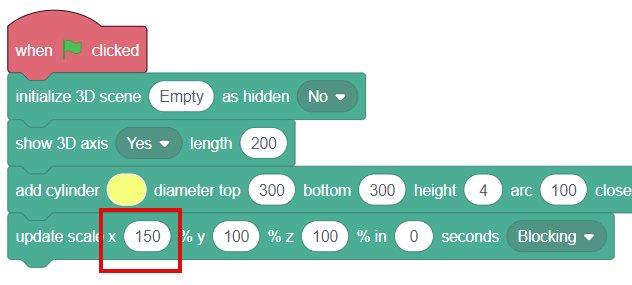 when clicked
initialize 3D scene Empty as hidden No
show 3D axis Yes length 200
add cylinder diameter top 300 bottom 300 height 4 arc 100 close
update scale x 150 % y 100 % z 100 % in 0 seconds Blocking